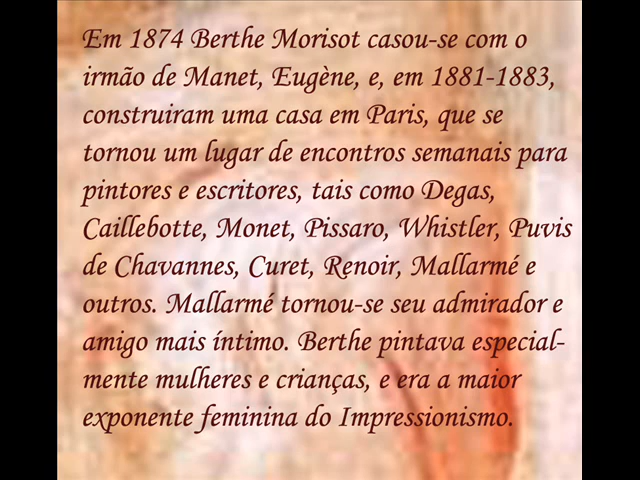 Em 1874 Berthe Morisot casou-se com o
irmão de Manet, Eugène, e, em 1881-1883,
construiram uma casa em Paris, que se
tornou um lugar de encontros semanais para
pintores e escritores, tais como Degas,
Caillebotte, Monet, Pissaro, Whistler, Puvis
de Chavannes, Curet, Renoir, Mallarmé e
outros. Mallarmé tornou-se seu admirador e
amigo mais íntimo. Berthe pintava especial-
mente mulheres e crianças, e era a maior
exponente feminina do Impressionismo.